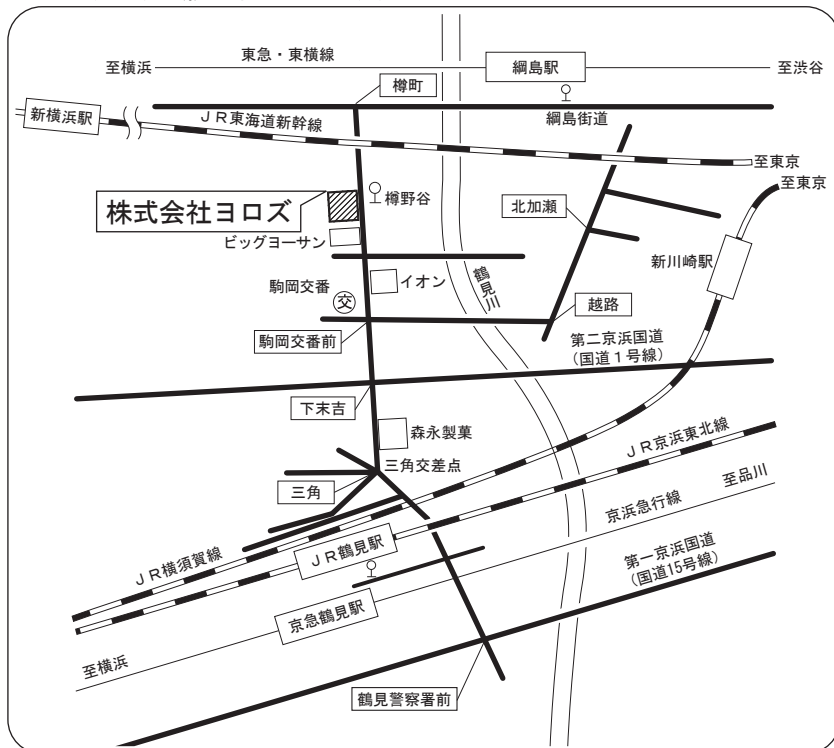 東急・東横線
至横浜
綱島駅
至渋谷
樽町
綱島街道
新横浜駅
ＪＲ東海道新幹線
至東京
至東京
樽野谷
株式会社ヨロズ
北加瀬
ビッグヨーサン
新川崎駅
鶴見川
イオン
駒岡交番
交
越路
駒岡交番前
第二京浜国道
（国道１号線）
下末吉
森永製菓
ＪＲ京浜東北線
三角交差点
三角
至品川
京浜急行線
ＪＲ横須賀線
ＪＲ鶴見駅
第一京浜国道
（国道15号線）
京急鶴見駅
至横浜
鶴見警察署前